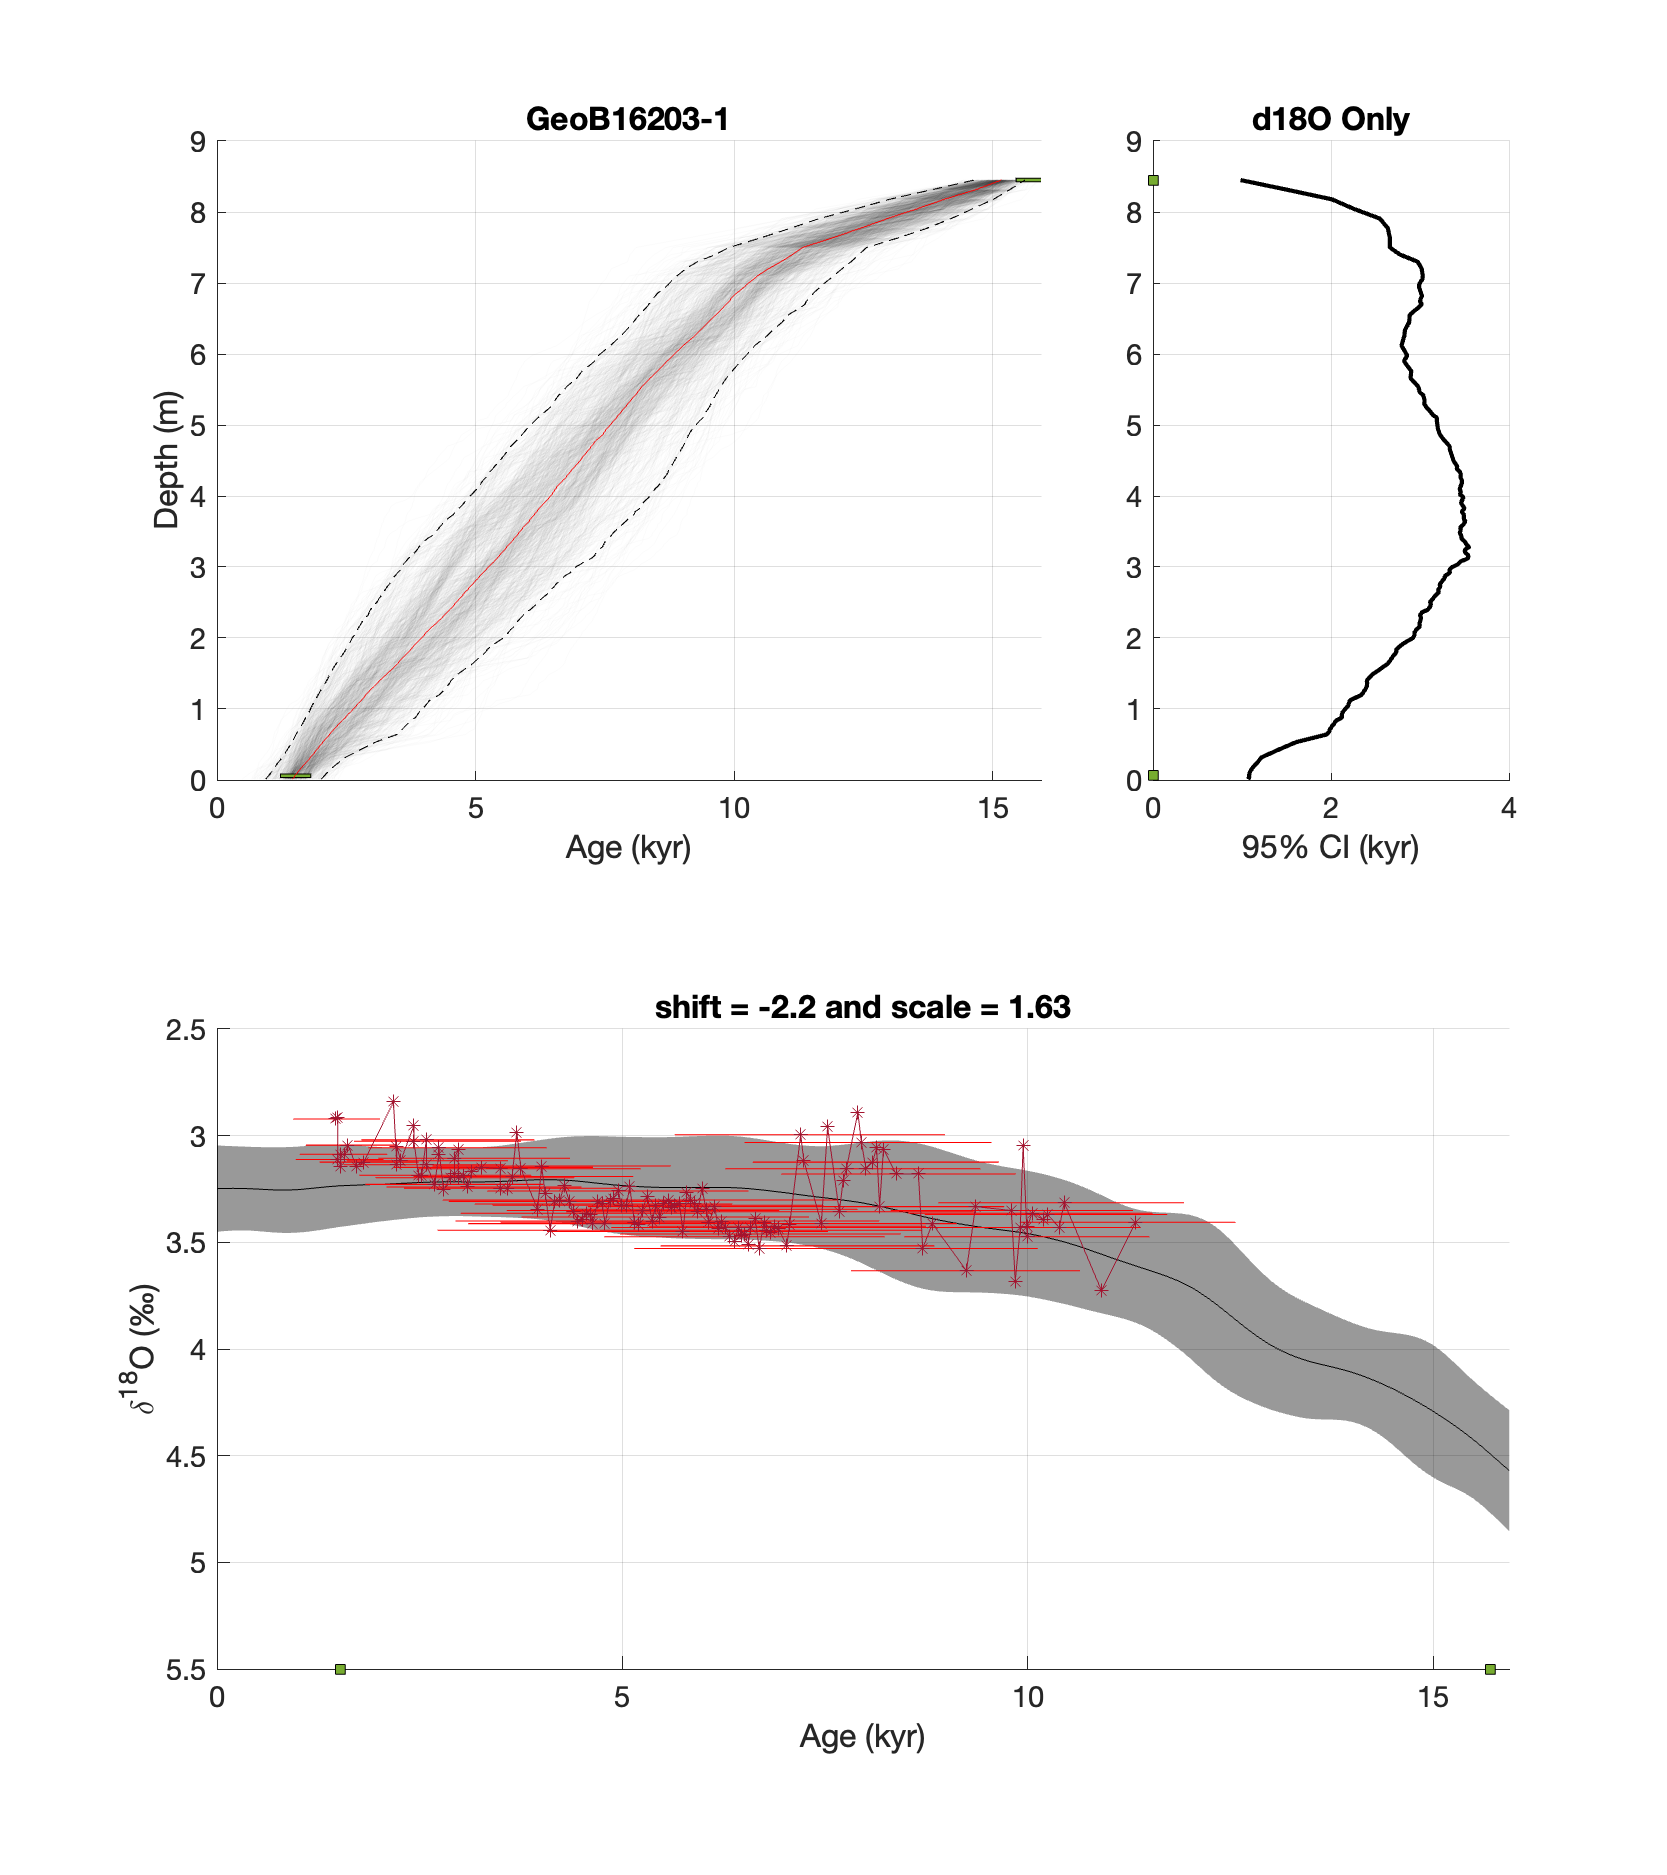 GeoB16203-1
9
8
7
6
5
4
3
2
1
0
Depth (m)
0 5 10 15
Age (kyr)
d18O Only
9
8
7
6
5
4
3
2
1
0
0 2 4
95% CI (kyr)
shift = -2.2 and scale = 1.63
2.5
3
3.5
4
4.5
5
5.5
δ18O (‰)
0 5 10 15
Age (kyr)